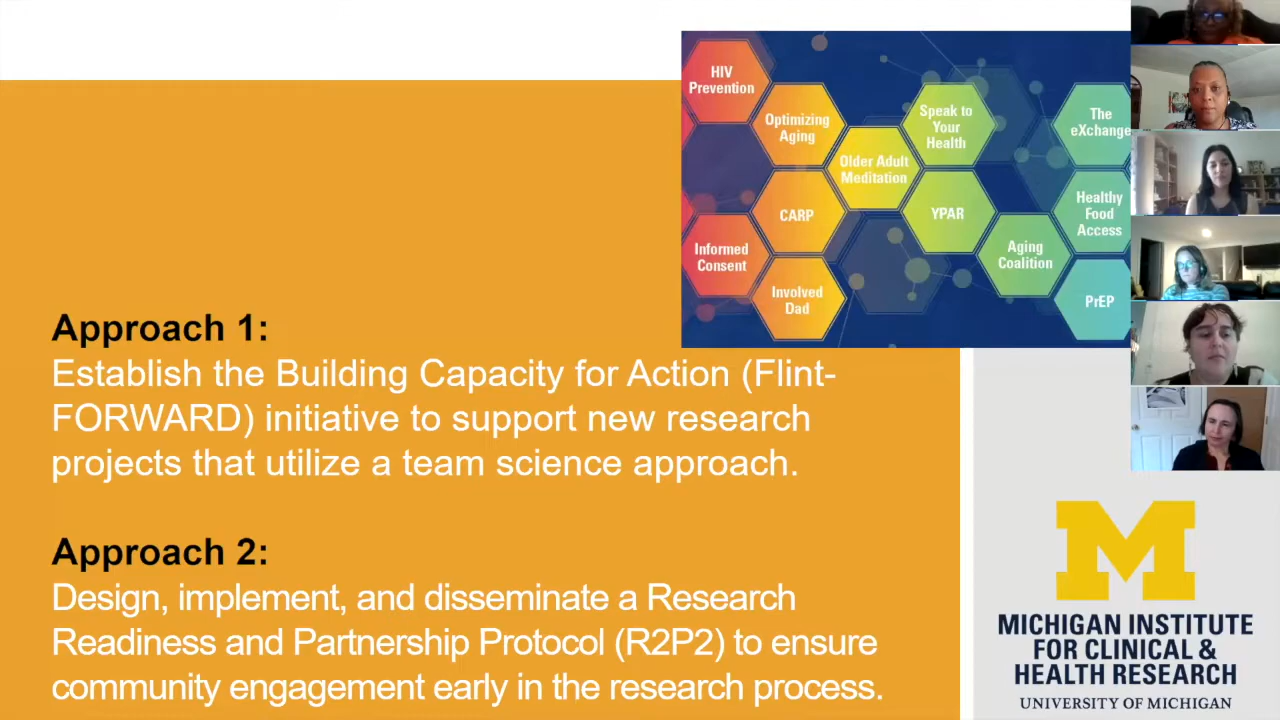 HIV
Prevention
Optimizing
Aging
Speak to
Your
Health
The
eXchange
Older Adult
Meditation
CARP
YPAR
Healthy
Food
Access
Informed
Consent
Aging
Coalition
Involved
Dad
PrEP
Approach 1:
Establish the Building Capacity for Action (Flint-
FORWARD) initiative to support new research
projects that utilize a team science approach.
Approach 2:
Design, implement, and disseminate a Research
Readiness and Partnership Protocol (R2P2) to ensure
community engagement early in the research process.
M
MICHIGAN INSTITUTE
FOR CLINICAL &
HEALTH RESEARCH
UNIVERSITY OF MICHIGAN